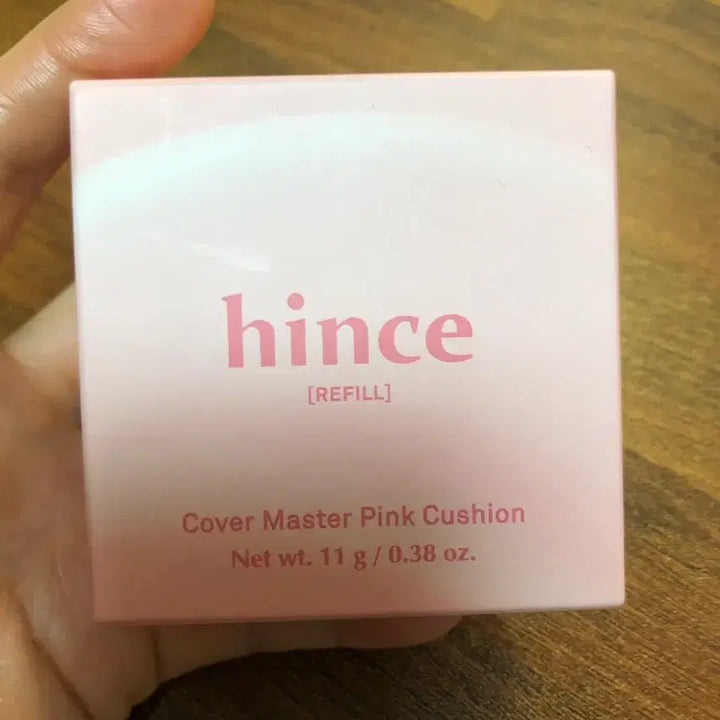 hince
[REFILL]
Cover Master Pink Cushion
Net wt. 11 g / 0.38 oz.